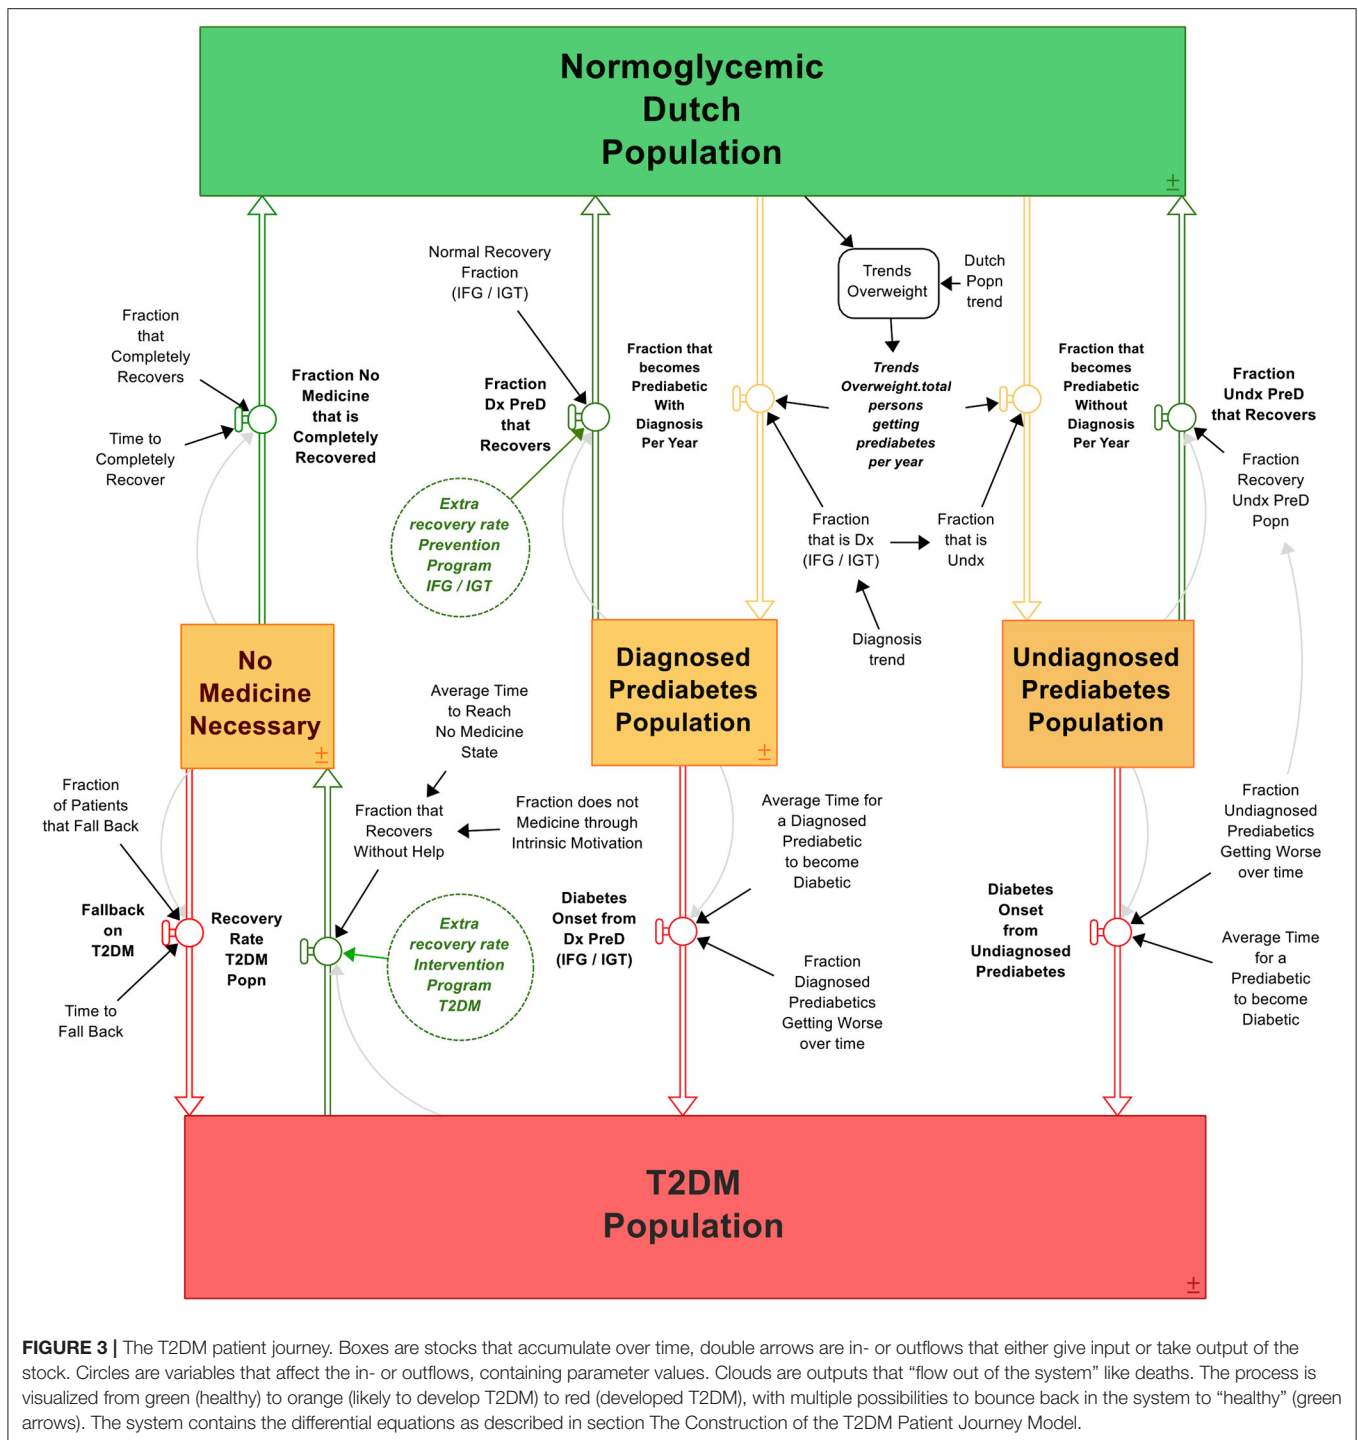 Normoglycemic
Dutch
Population
±
Normal Recovery
Fraction
(IFG / IGT)
Trends
Overweight
Dutch
Popn
trend
Fraction
that
Completely
Recovers
Time to
Completely
Recover
Fraction No
Medicine
that is
Completely
Recovered
Fraction
Dx PreD
that
Recovers
Fraction that
becomes
Prediabetic
With
Diagnosis
Per Year
Trends
Overweight.total
persons
getting
prediabetes
per year
Fraction that
becomes
Prediabetic
Without
Diagnosis
Per Year
Fraction
Undx PreD
that Recovers
Fraction
Recovery
Undx PreD
Popn
Extra
recovery rate
Prevention
Program
IFG / IGT
Fraction
that is Dx
(IFG / IGT)
Fraction
that is
Undx
Diagnosis
trend
No
Medicine
Necessary
±
Diagnosed
Prediabetes
Population
±
Undiagnosed
Prediabetes
Population
Average Time
to Reach
No Medicine
State
Fraction
of Patients
that Fall Back
Fraction that
Recovers
Without Help
Fraction does not
Medicine through
Intrinsic Motivation
Average Time for
a Diagnosed
Prediabetic
to become
Diabetic
Fraction
Undiagnosed
Prediabetics
Getting Worse
over time
Fallback
on
T2DM
Recovery
Rate
T2DM
Popn
Extra
recovery rate
Intervention
Program
T2DM
Diabetes
Onset from
Dx PreD
(IFG / IGT)
Diabetes
Onset
from
Undiagnosed
Prediabetes
Time to
Fall Back
Fraction
Diagnosed
Prediabetics
Getting Worse
over time
Average Time
for a
Prediabetic
to become
Diabetic
T2DM
Population
±
FIGURE 3 | The T2DM patient journey. Boxes are stocks that accumulate over time, double arrows are in- or outflows that either give input or take output of the
stock. Circles are variables that affect the in- or outflows, containing parameter values. Clouds are outputs that “flow out of the system” like deaths. The process is
visualized from green (healthy) to orange (likely to develop T2DM) to red (developed T2DM), with multiple possibilities to bounce back in the system to “healthy” (green
arrows). The system contains the differential equations as described in section The Construction of the T2DM Patient Journey Model.